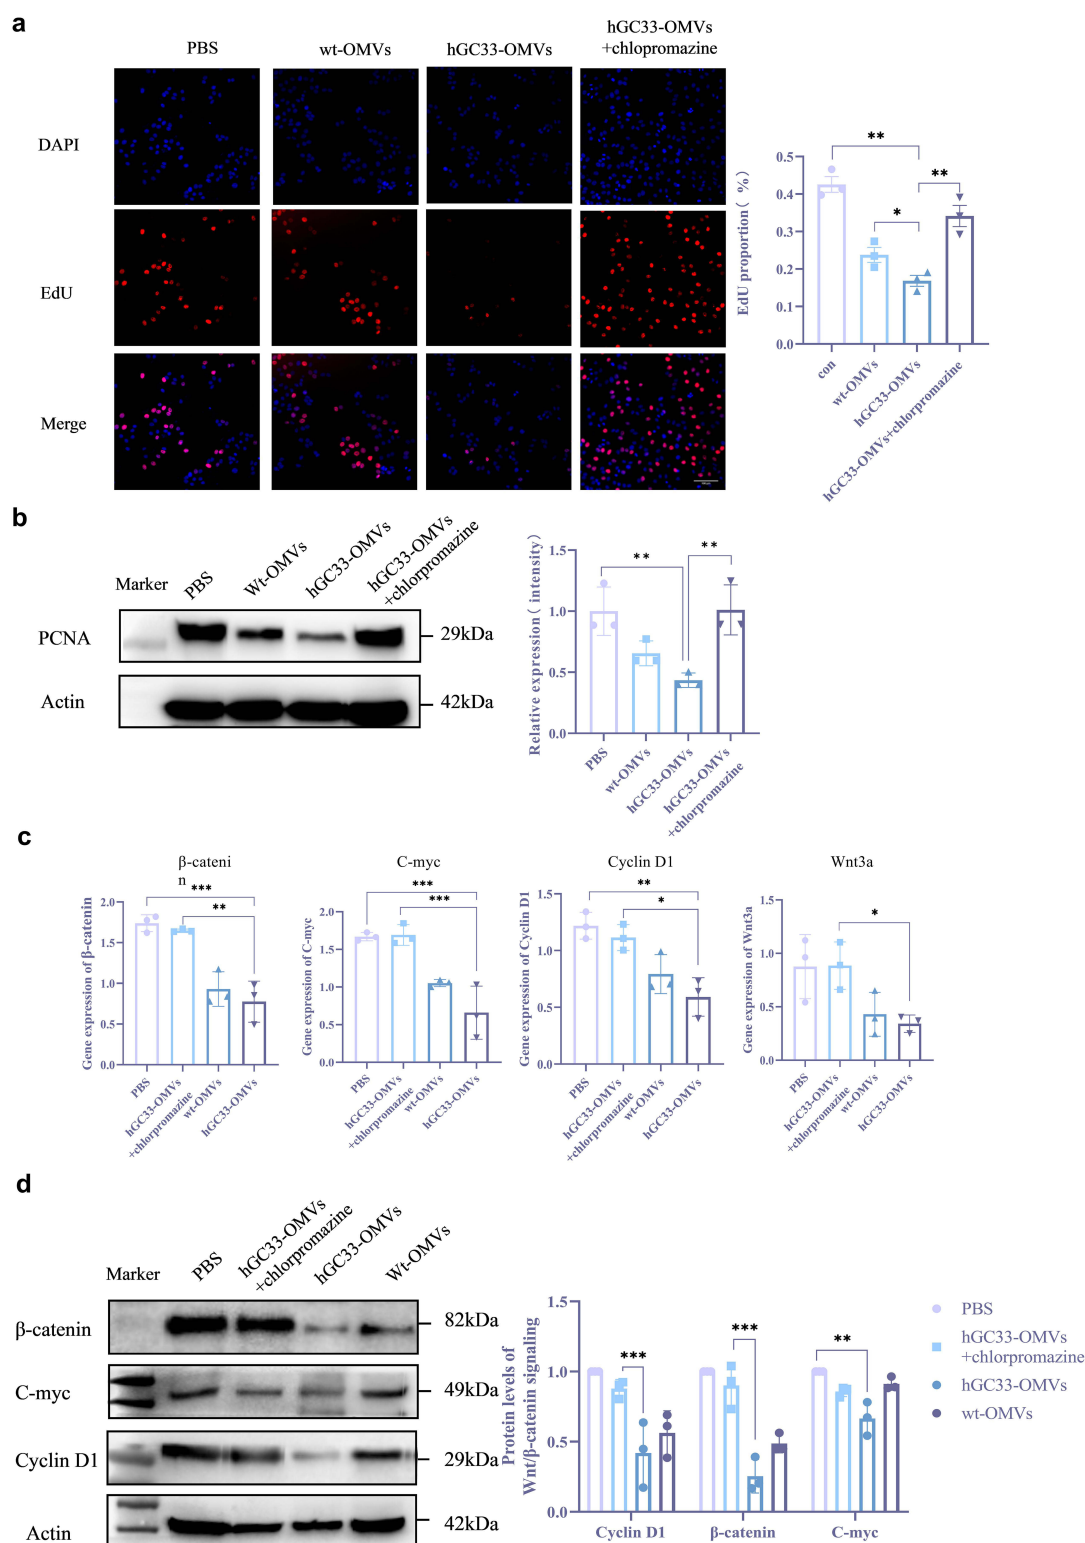 a
PBS
wt-OMVs
hGC33-OMVs
hGC33-OMVs
+chlopromazine
DAPI
EdU
Merge
EdU proportion( %)
0.5
0.4
0.3
0.2
0.1
0.0
**
**
*
con
wt-OMVs
hGC33-OMVs
hGC33-OMVs+chlorpromazine
b
Marker
PBS
Wt-OMVs
hGC33-OMVs
hGC33-OMVs
+chlorpromazine
PCNA
29kDa
Actin
42kDa
Relative expression( intensity)
1.5
1.0
0.5
0.0
**
**
PBS
wt-OMVs
hGC33-OMVs
hGC33-OMVs
+chlorpromazine
c
β-cateni
n
***
**
Gene expression of β-catenin
2.0
1.5
1.0
0.5
0.0
PBS
hGC33-OMVs
+chlorpromazine
wt-OMVs
hGC33-OMVs
C-myc
***
***
Gene expression of C-myc
2.0
1.5
1.0
0.5
0.0
PBS
hGC33-OMVs
+chlorpromazine
wt-OMVs
hGC33-OMVs
Cyclin D1
**
*
Gene expression of Cyclin D1
1.5
1.0
0.5
0.0
PBS
hGC33-OMVs
+chlorpromazine
wt-OMVs
hGC33-OMVs
Wnt3a
*
Gene expression of Wnt3a
1.5
1.0
0.5
0.0
PBS
hGC33-OMVs
+chlorpromazine
wt-OMVs
hGC33-OMVs
d
Marker
PBS
hGC33-OMVs
+chlorpromazine
hGC33-OMVs
Wt-OMVs
β-catenin
82kDa
C-myc
49kDa
Cyclin D1
29kDa
Actin
42kDa
Protein levels of
Wnt/β-catenin signaling
1.5
1.0
0.5
0.0
***
***
**
Cyclin D1
β-catenin
C-myc
PBS
hGC33-OMVs
+chlorpromazine
hGC33-OMVs
wt-OMVs